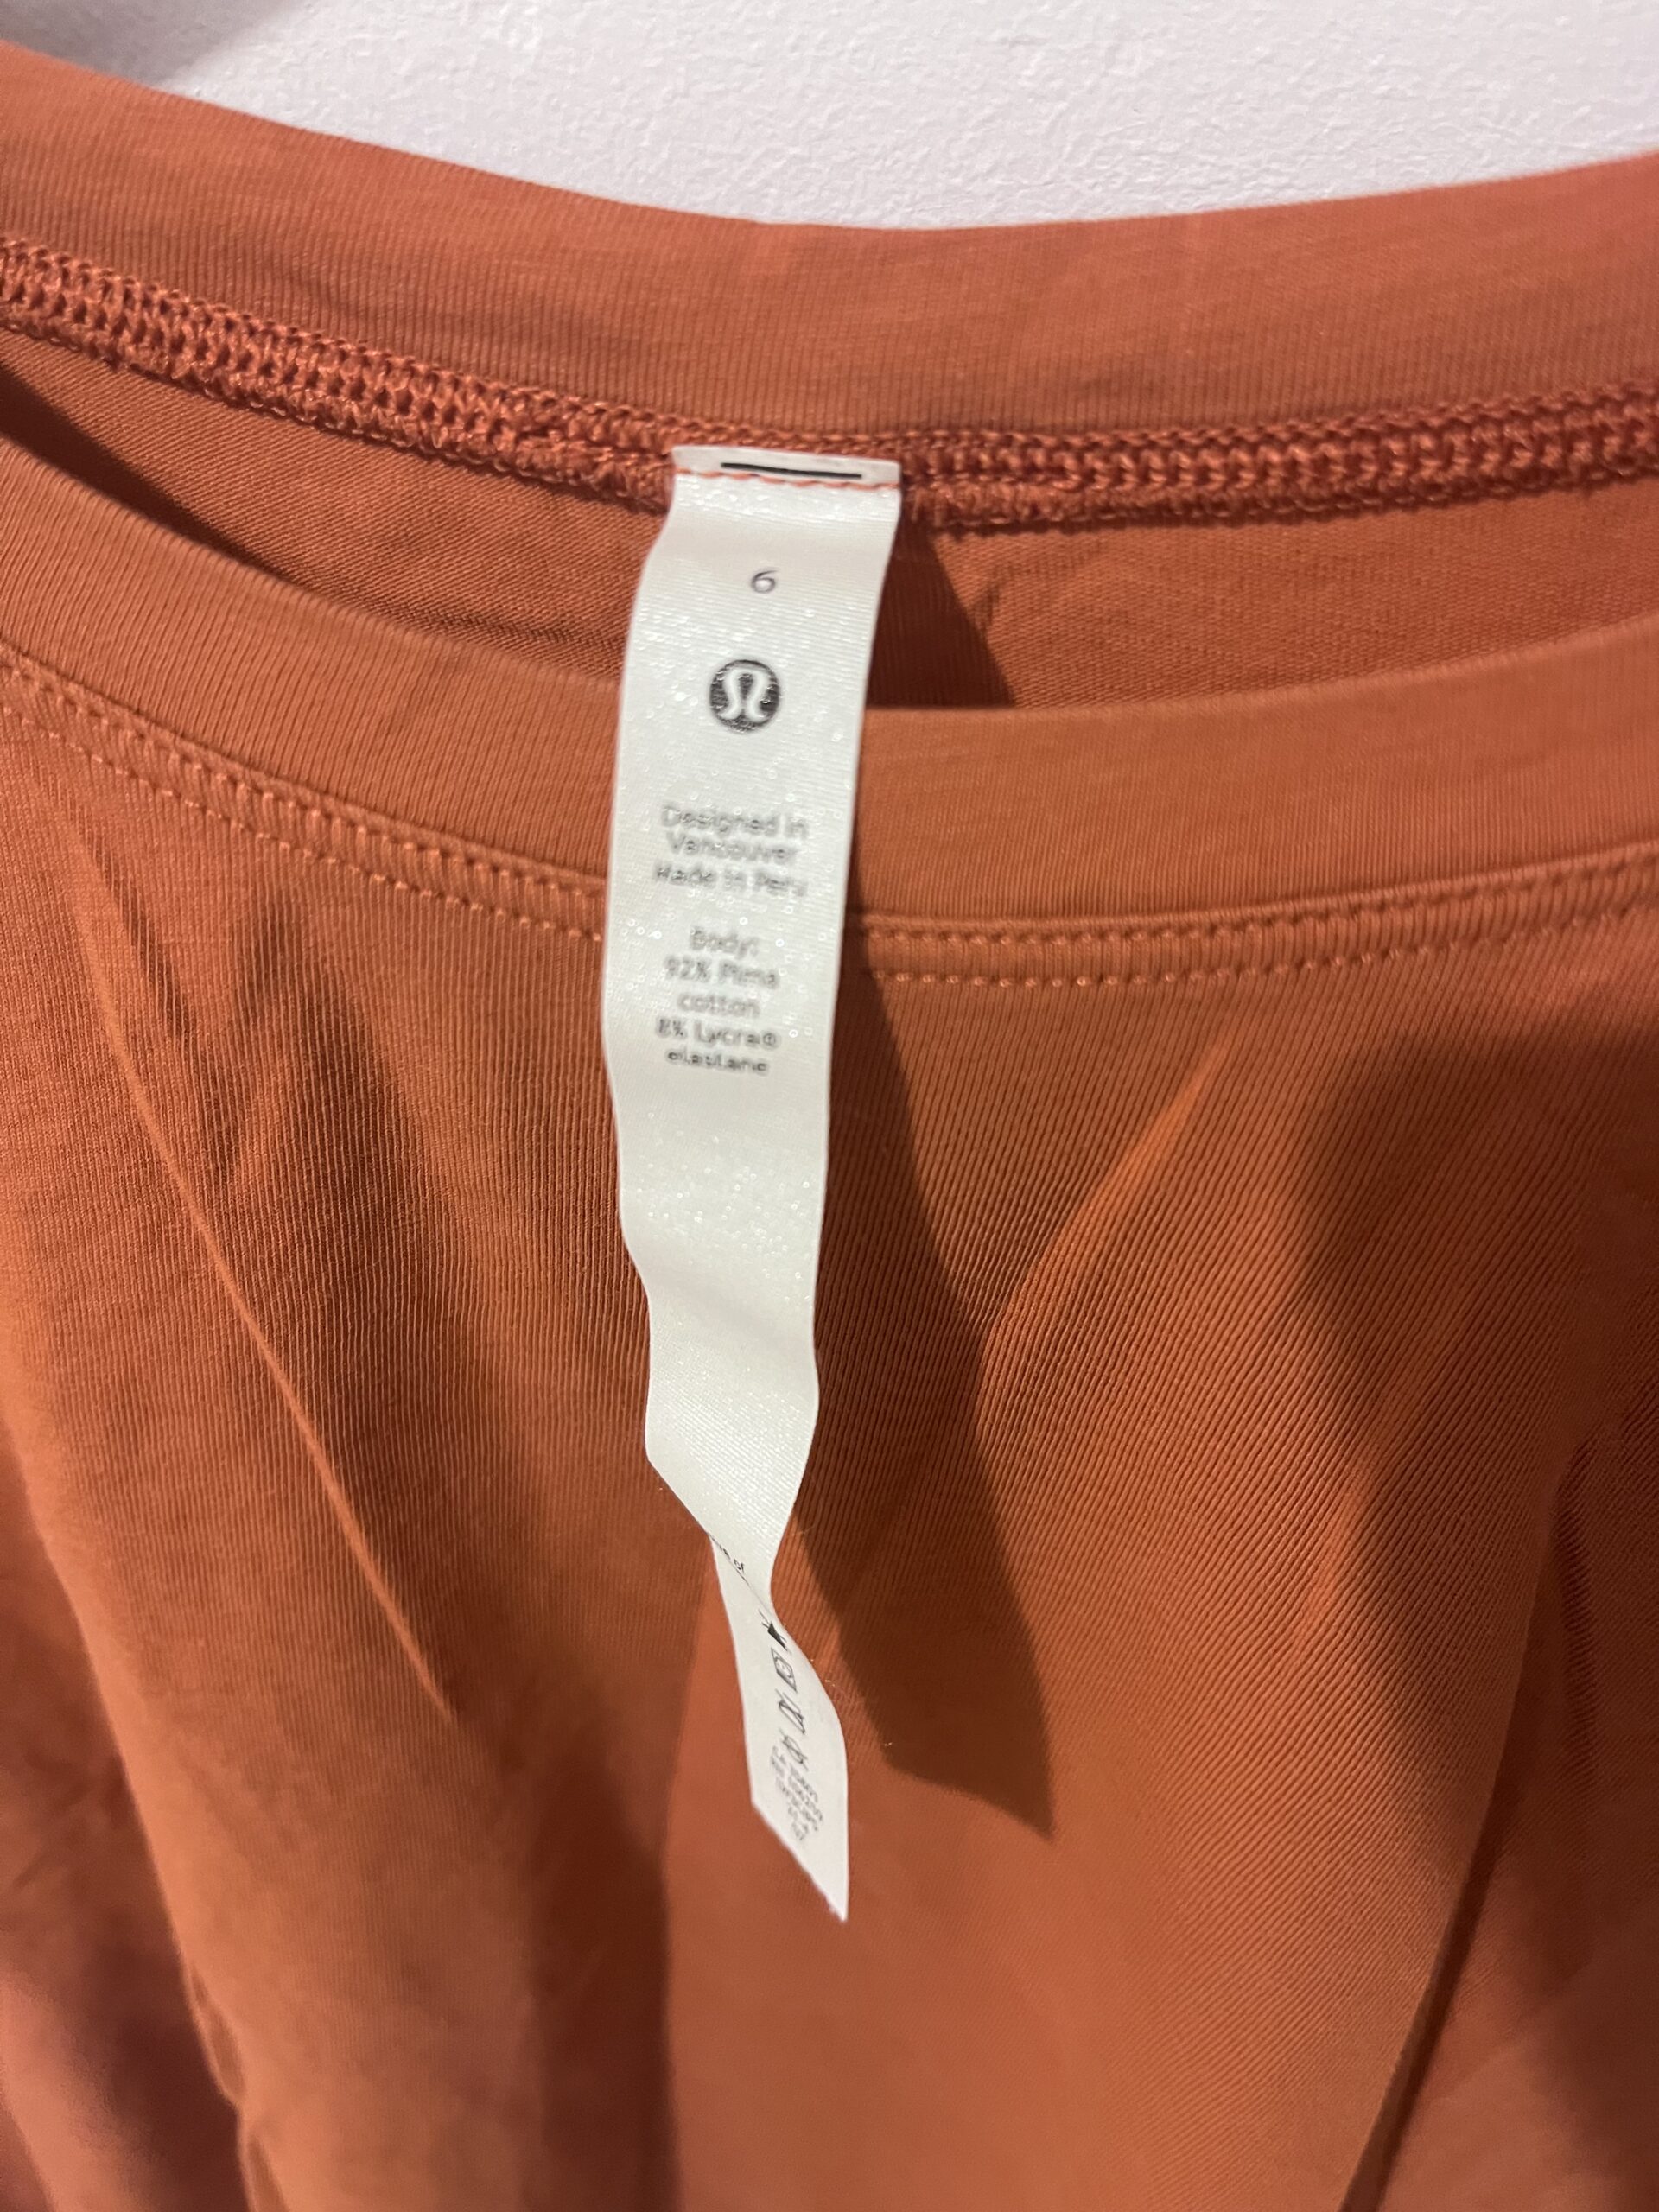 6
Designed in
Vancouver
Made in Peru
Body:
92% Pima
cotton
8% Lycra®
elastane